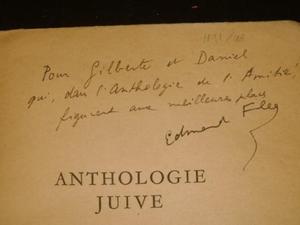 Pour Gilberte et Daniel
qui, dans l'Anthologie de l'Amitié,
figurent aux meilleures places
Edmond Fleg
ANTHOLOGIE
JUIVE